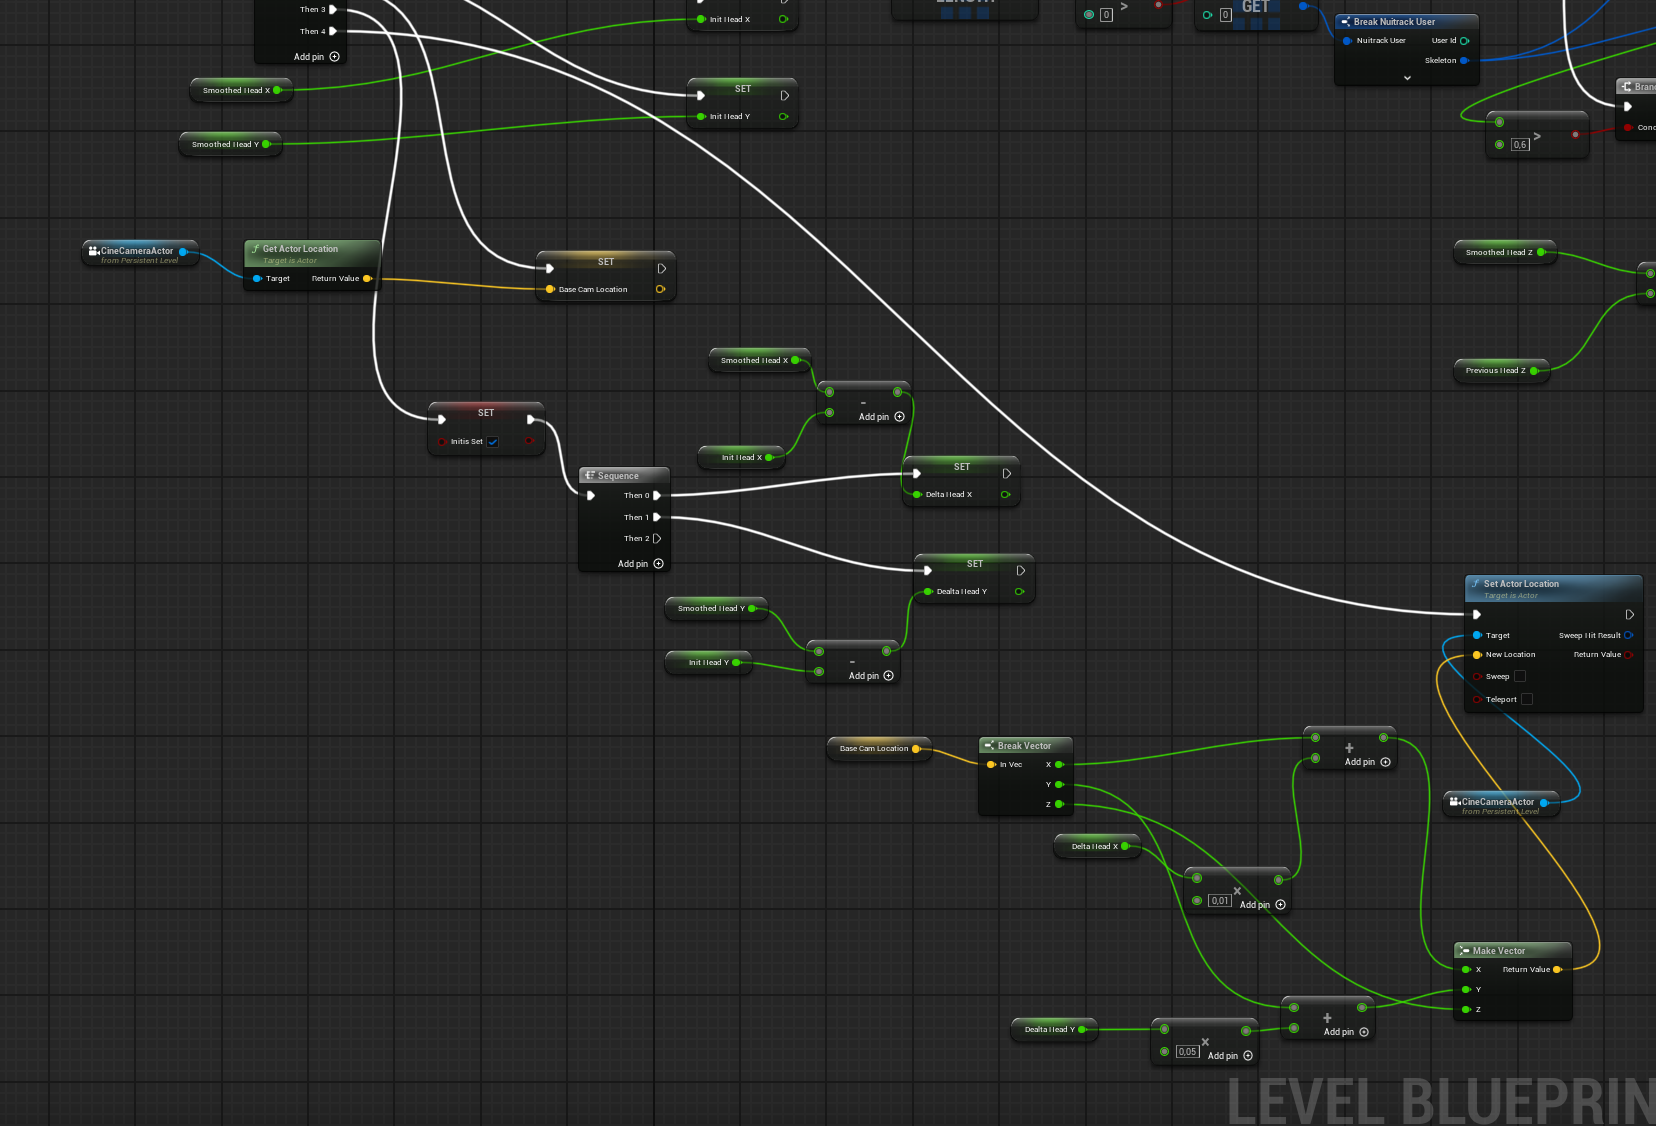 Then 3
Then 4
Add pin
Init Head X
LENGTH
0
>
0
GET
Break Nuitrack User
Nuitrack User
User Id
Skeleton
Smoothed Head X
SET
Init Head Y
Smoothed Head Y
Branc
Cond
>
0,6
CineCameraActor
from Persistent Level
Get Actor Location
Target is Actor
Target
Return Value
SET
Base Cam Location
Smoothed Head Z
Previous Head Z
Smoothed Head X
-
Add pin
Init Head X
SET
Initis Set
SET
Delta Head X
Sequence
Then 0
Then 1
Then 2
Add pin
SET
Dealta Head Y
Smoothed Head Y
Init Head Y
-
Add pin
Set Actor Location
Target is Actor
Target
Sweep Hit Result
New Location
Return Value
Sweep
Teleport
Base Cam Location
Break Vector
In Vec
X
Y
Z
+
Add pin
CineCameraActor
from Persistent Level
Delta Head X
0,01
×
Add pin
Make Vector
X
Return Value
Y
Z
Dealta Head Y
0,05
×
Add pin
+
Add pin
LEVEL BLUEPRIN